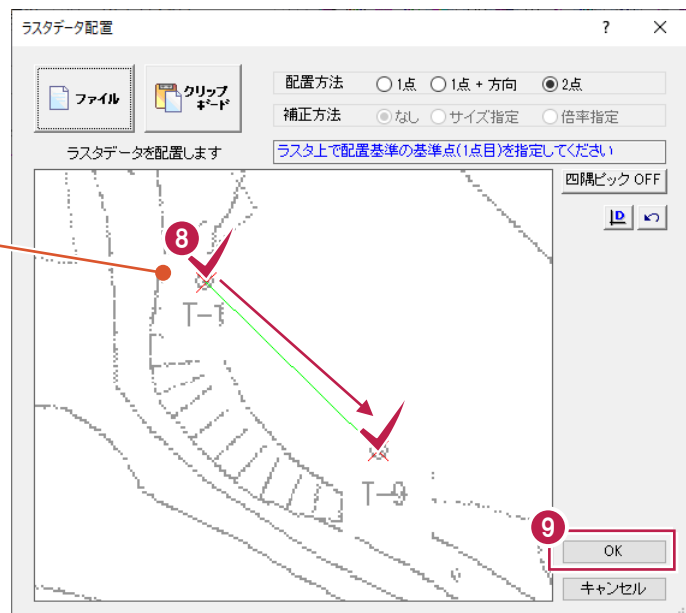 ラスタデータ配置
ファイル
クリップ
ボード
配置方法 1点 1点 + 方向 2点
補正方法 なし サイズ指定 倍率指定
ラスタデータを配置します
ラスタ上で配置基準の基準点(1点目)を指定してください
四隅ピック OFF
D
8
T-1
T-9
9
OK
キャンセル